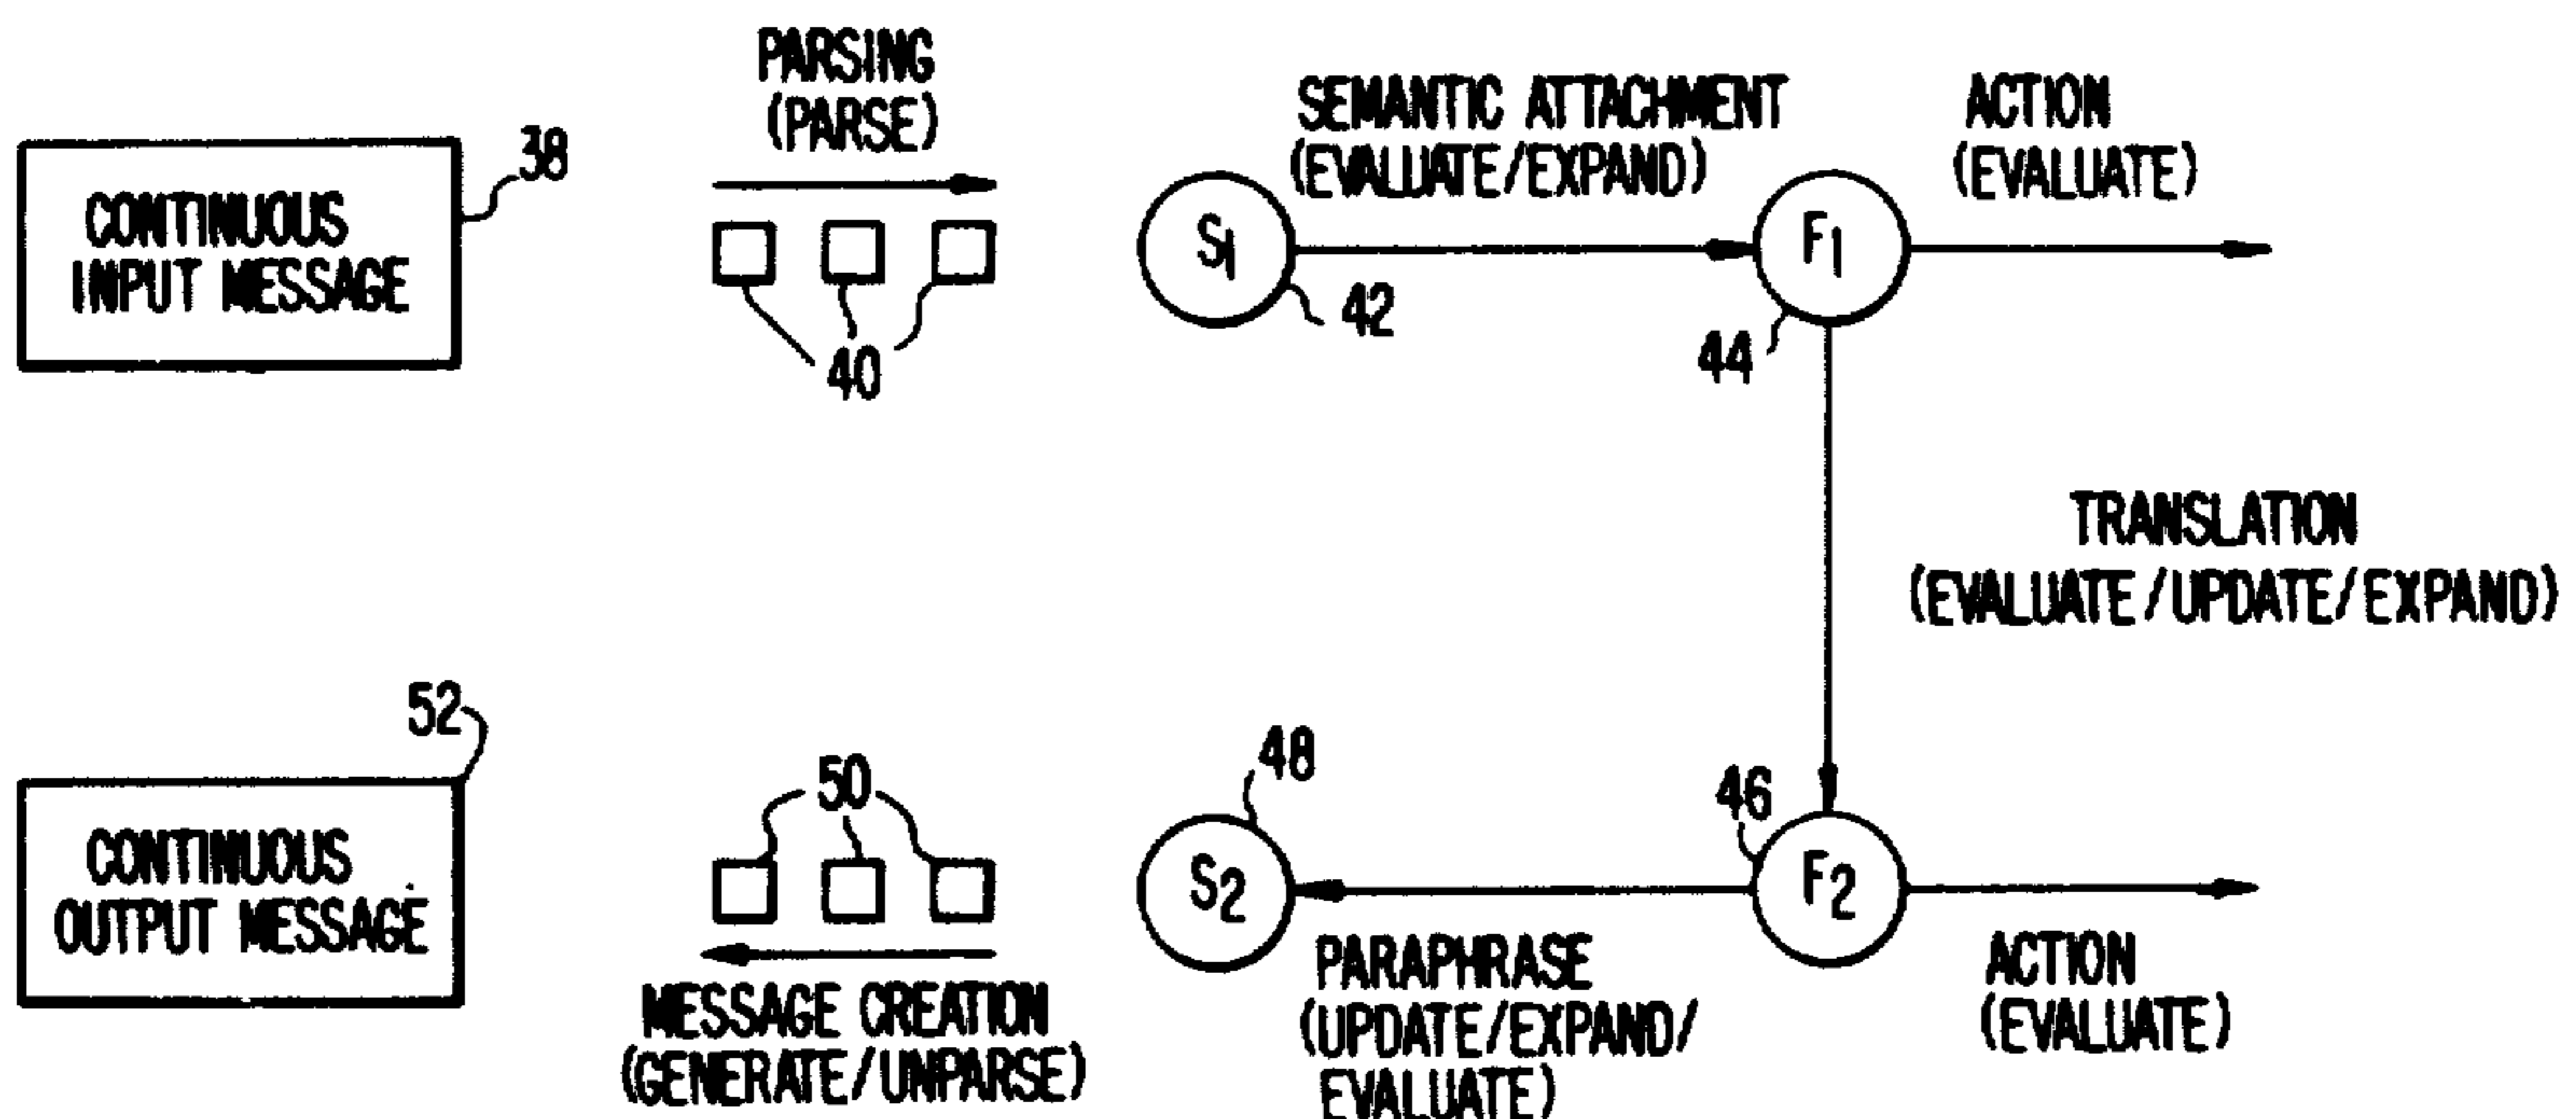 PARSING
(PARSE)
SEMANTIC ATTACHMENT
(EVALUATE/EXPAND)
ACTION
(EVALUATE)
38
CONTINUOUS
INPUT MESSAGE
S1
F1
42
44
40
TRANSLATION
(EVALUATE/UPDATE/EXPAND)
52
50
48
46
CONTINUOUS
OUTPUT MESSAGE
S2
F2
MESSAGE CREATION
(GENERATE/UNPARSE)
PARAPHRASE
(UPDATE/EXPAND/
EVALUATE)
ACTION
(EVALUATE)